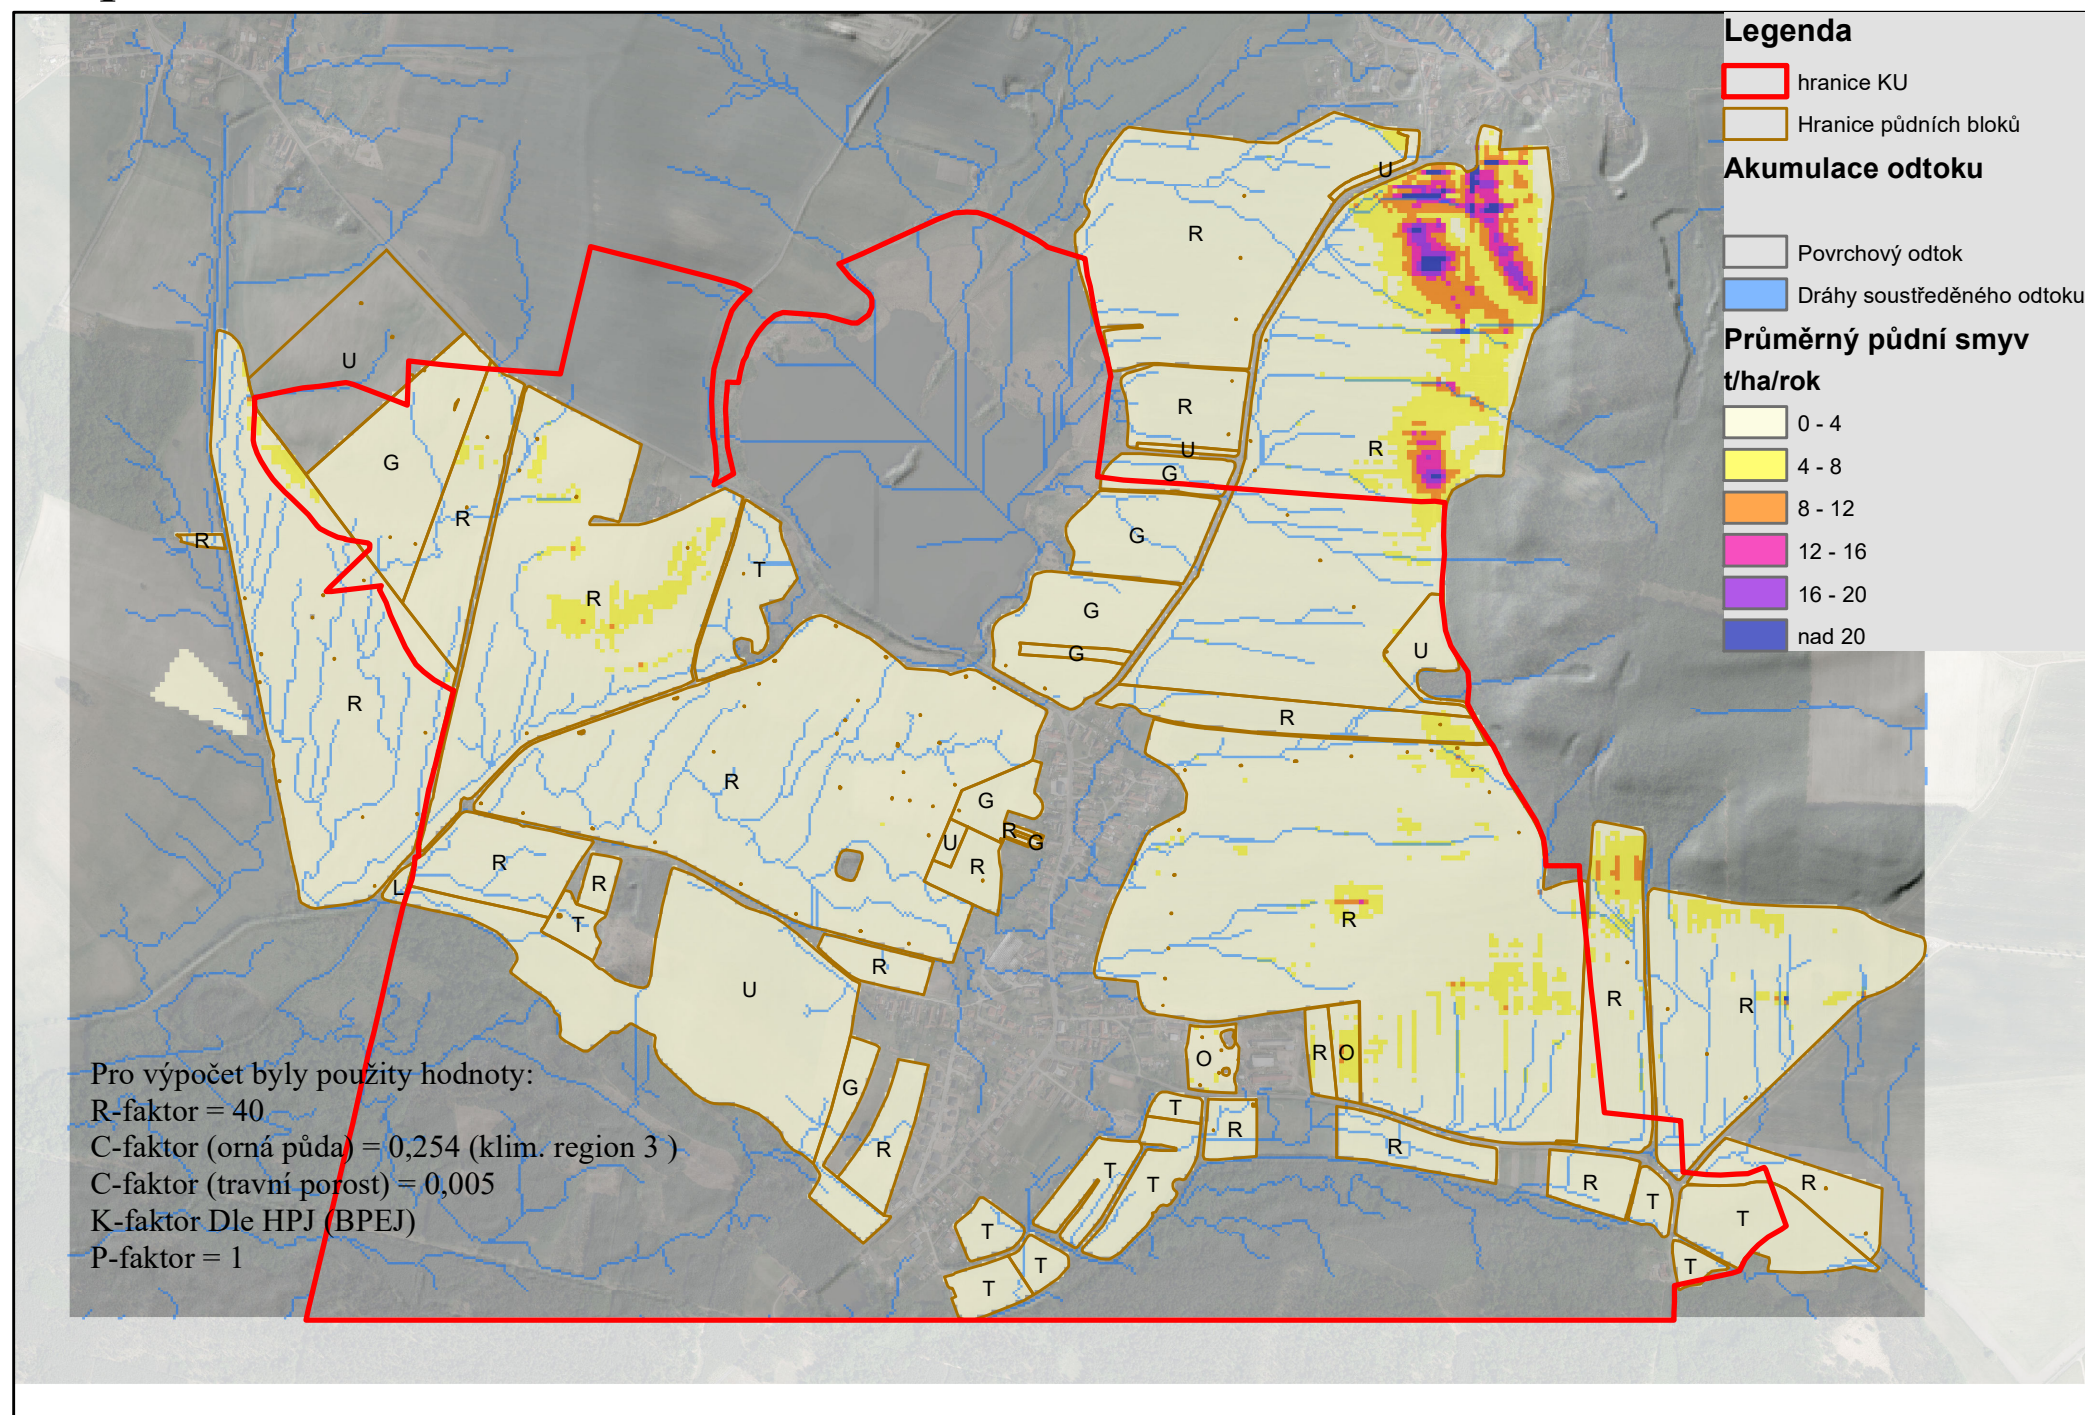 Legenda
hranice KU
Hranice půdních bloků
Akumulace odtoku
Povrchový odtok
Dráhy soustředěného odtoku
Průměrný půdní smyv
t/ha/rok
0 - 4
4 - 8
8 - 12
12 - 16
16 - 20
nad 20
U
R
U
R
R
U
G
R
G
R
R
G
R
T
R
G
G
U
R
R
R
G
R
G
U
R
R
R
L
T
R
R
U
R
R
R
O
R
O
G
R
T
R
R
T
T
R
T
R
T
T
T
T
T
Pro výpočet byly použity hodnoty:
R-faktor = 40
C-faktor (orná půda) = 0,254 (klim. region 3 )
C-faktor (travní porost) = 0,005
K-faktor Dle HPJ (BPEJ)
P-faktor = 1